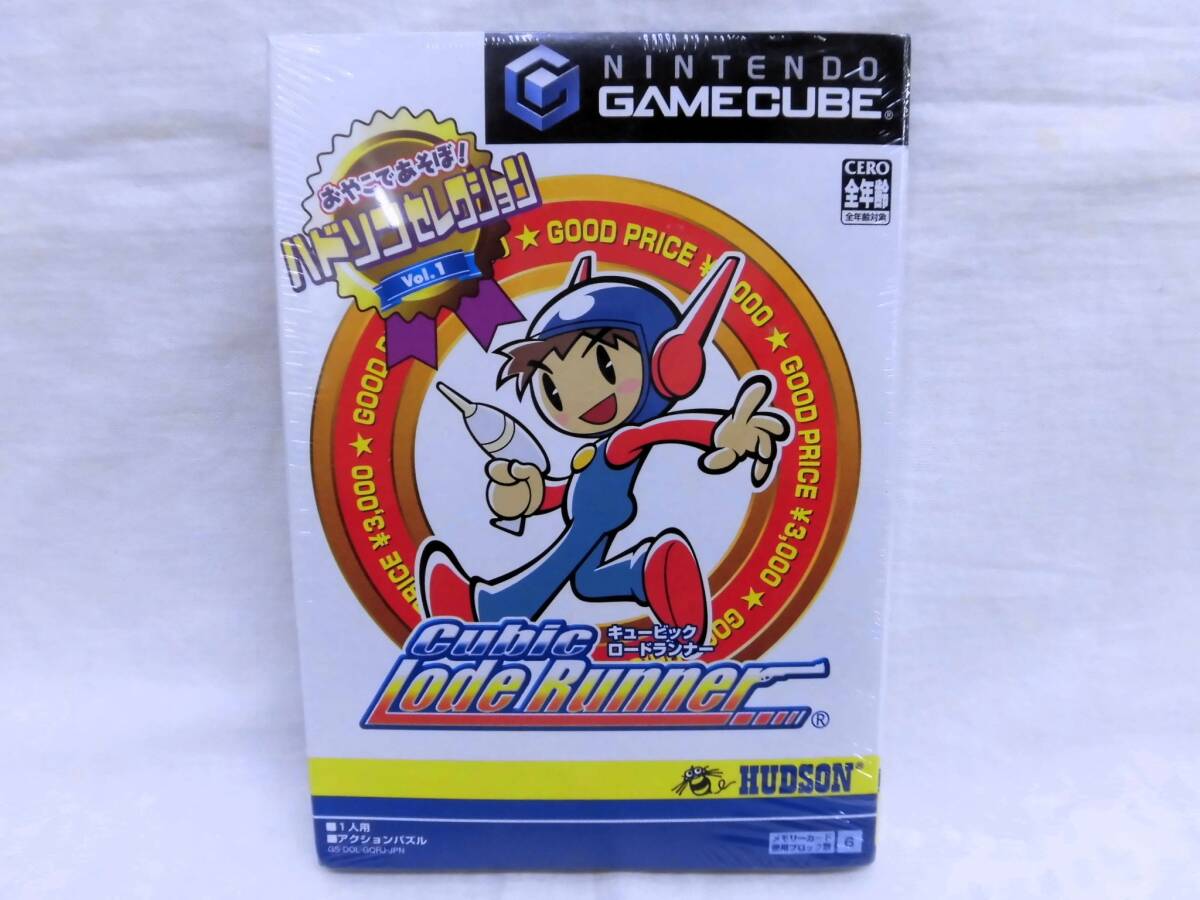 NINTENDO
GAMECUBE®
おやこであそぼ!
ハドソンセレクション
Vol.1
CERO
全年齢
全年齢対象
★ GOOD PRICE ¥3,000 ★ GOOD PRICE ¥3,000 ★ GOOD PRICE ¥3,000 ★ GOOD
Cubic
キュービック
ロードランナー
Lode Runner®
HUDSON®
■1人用
■アクションパズル
メモリーカード
使用ブロック数
6